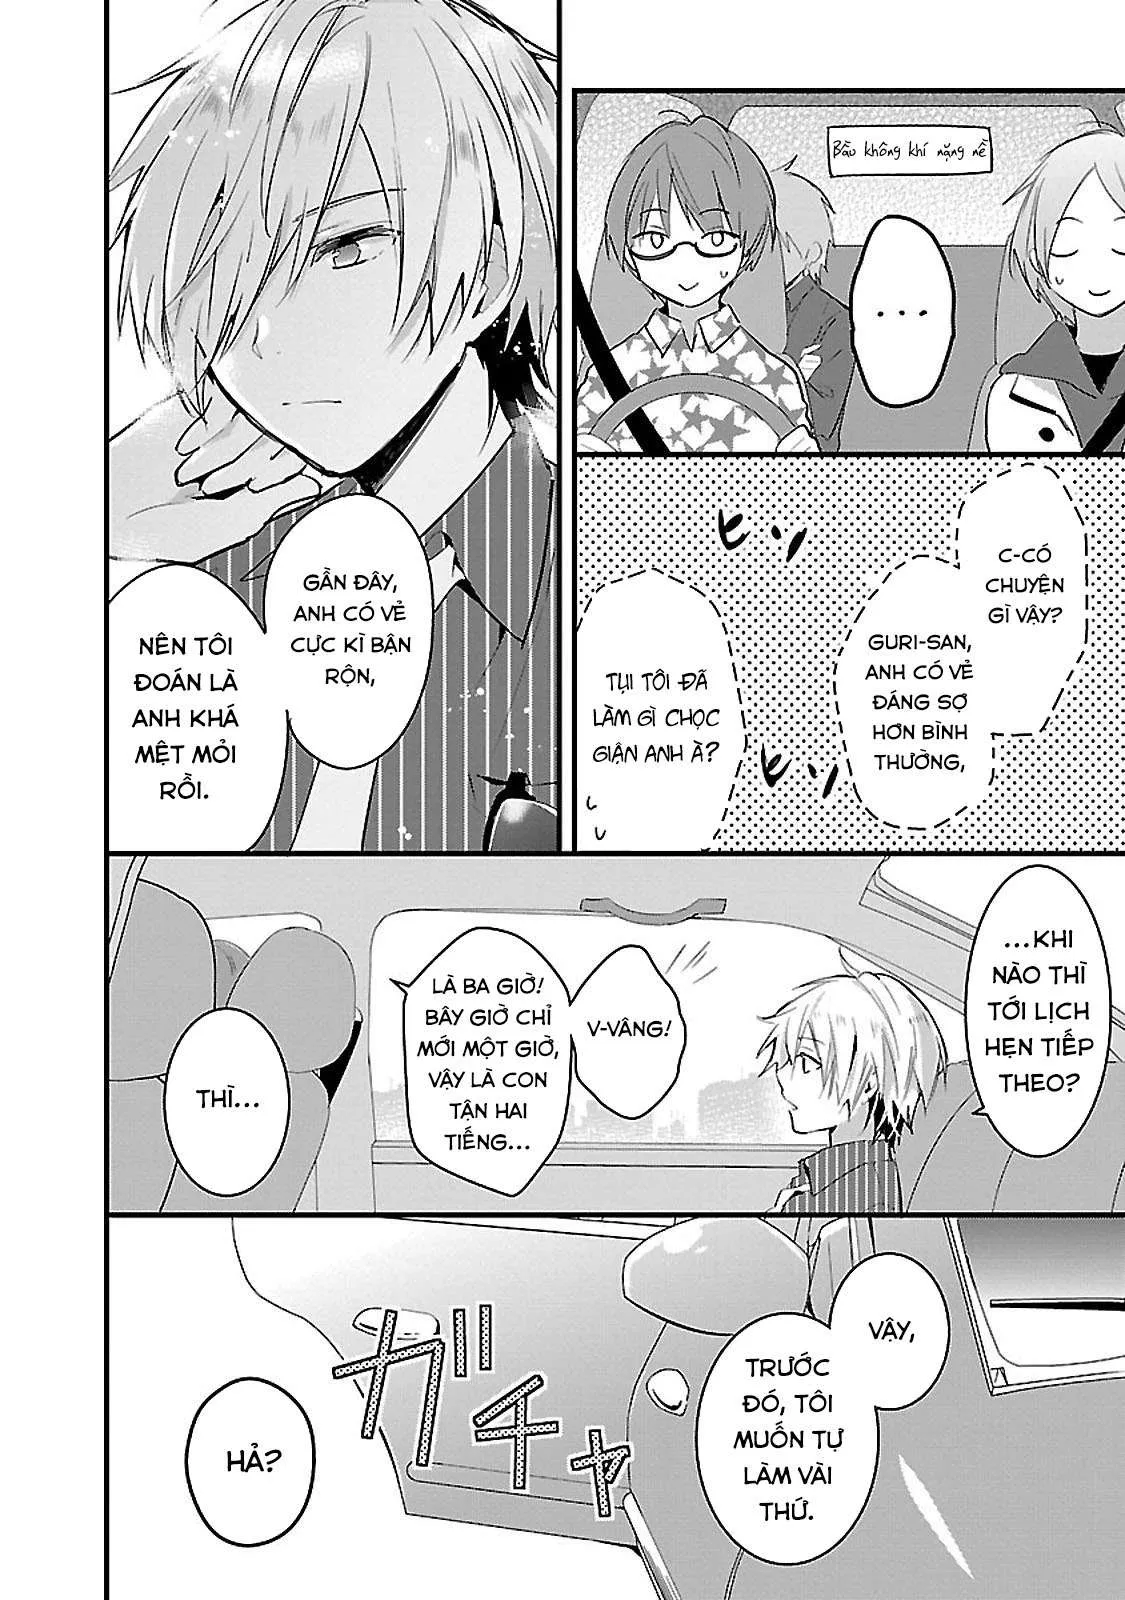 Bầu không khí nặng nề
...
C-CÓ
CHUYỆN
GÌ VẬY?
GURI-SAN,
ANH CÓ VẺ
ĐÁNG SỢ
HƠN BÌNH
THƯỜNG,
ヒソ
ヒソ
TỤI TÔI ĐÃ
LÀM GÌ CHỌC
GIẬN ANH À?
GẦN ĐÂY,
ANH CÓ VẺ
CỰC KÌ BẬN
RỘN,
NÊN TÔI
ĐOÁN LÀ
ANH KHÁ
MỆT MỎI
RỒI.
...KHI
NÀO THÌ
TỚI LỊCH
HẸN TIẾP
THEO?
V-VÂNG!
LÀ BA GIỜ!
BÂY GIỜ CHỈ
MỚI MỘT GIỜ,
VẬY LÀ CON
TẬN HAI
TIẾNG...
THÌ...
VẬY,
TRƯỚC
ĐÓ, TÔI
MUỐN TỰ
LÀM VÀI
THỨ.
ガチャ
HẢ?